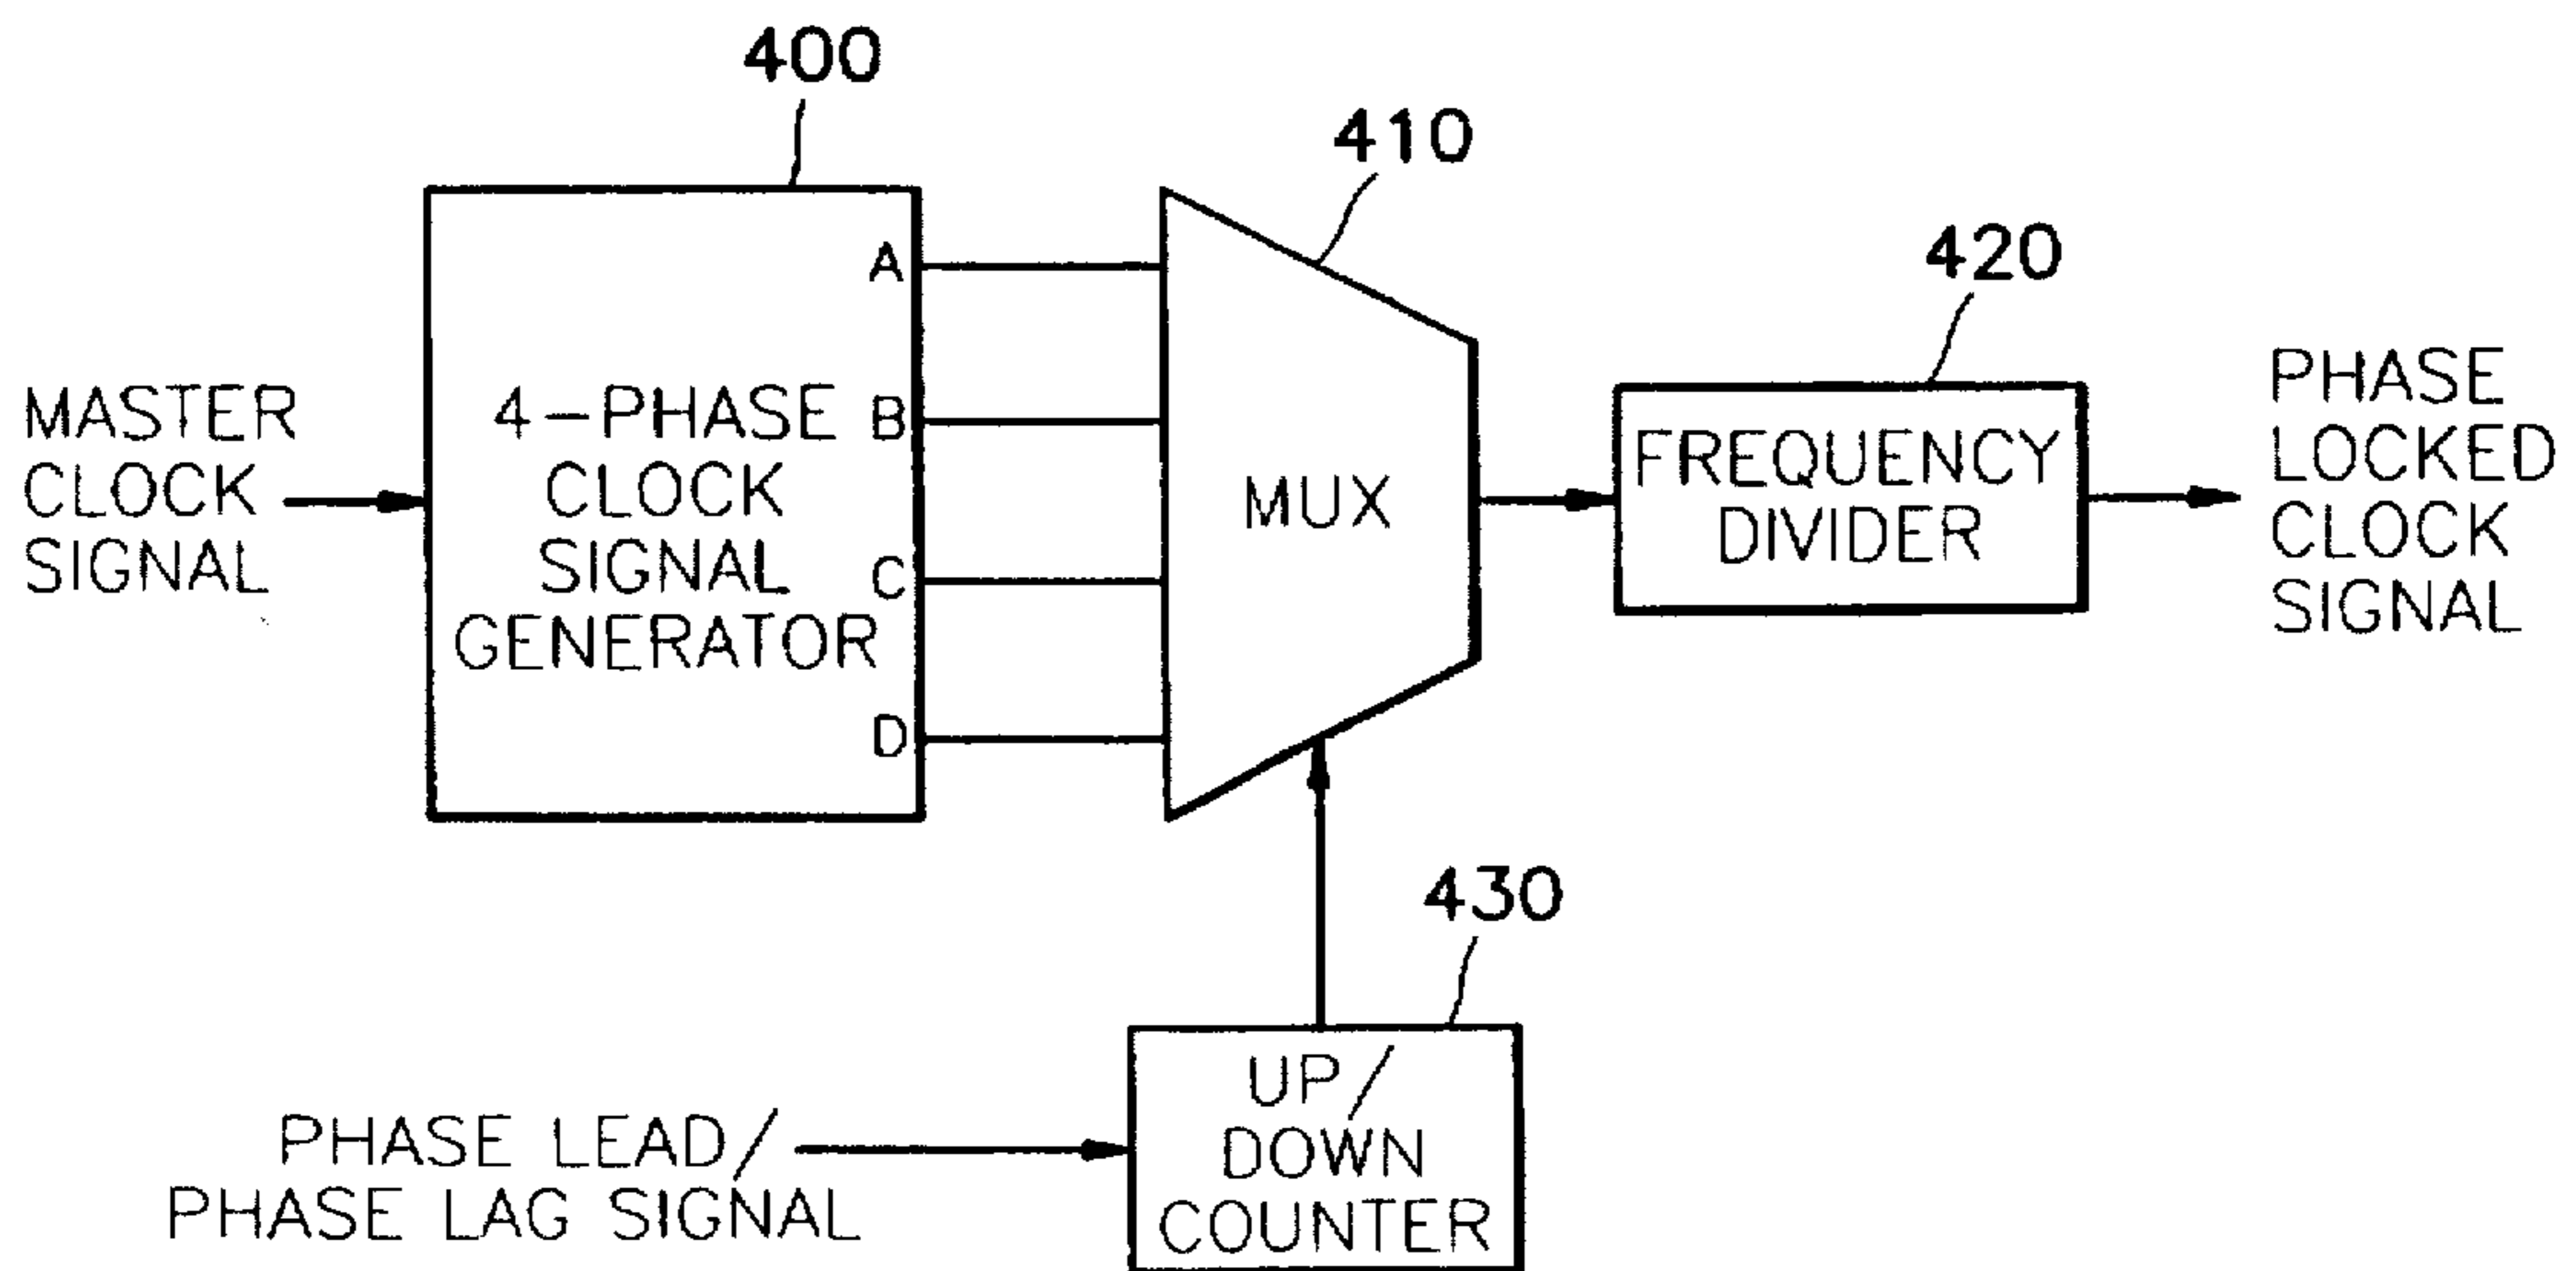 400
410
420
MASTER
CLOCK
SIGNAL
4-PHASE
CLOCK
SIGNAL
GENERATOR
A
B
C
D
MUX
FREQUENCY
DIVIDER
PHASE
LOCKED
CLOCK
SIGNAL
430
UP/
DOWN
COUNTER
PHASE LEAD/
PHASE LAG SIGNAL